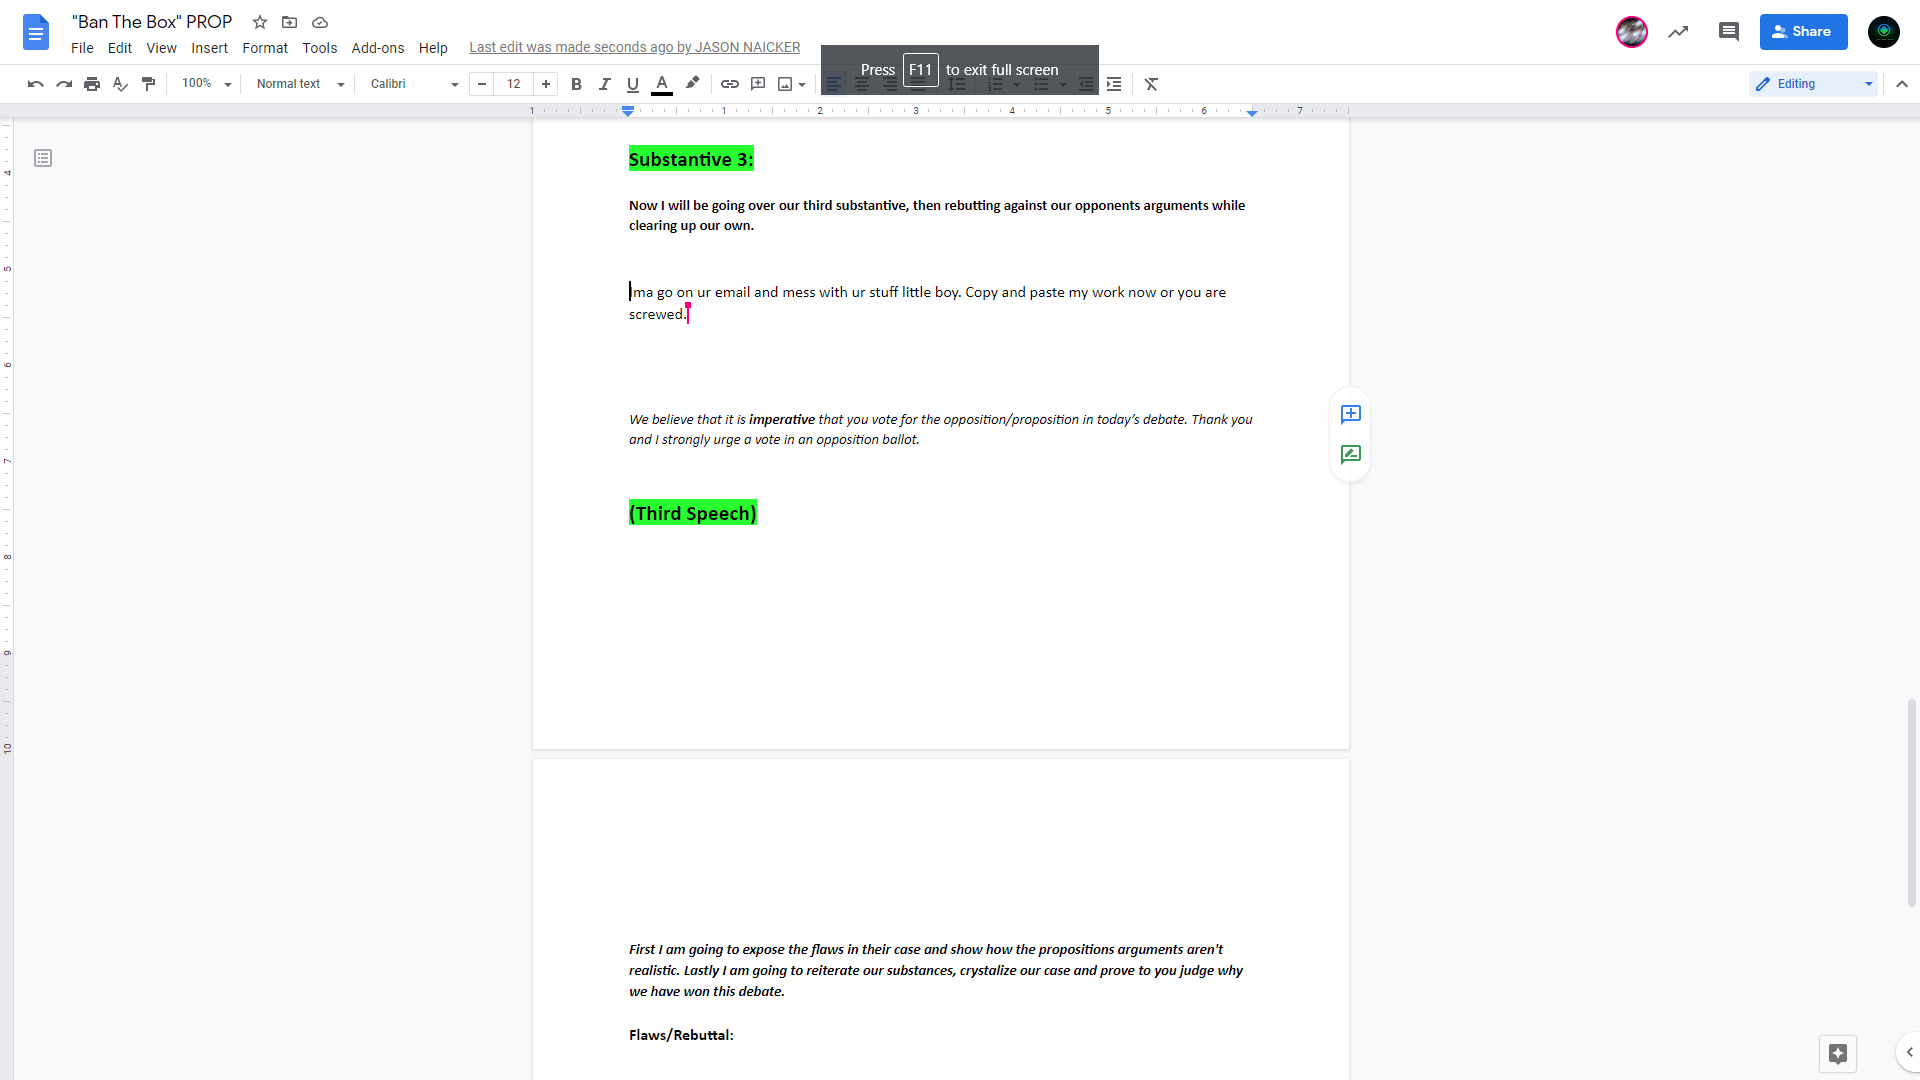 "Ban The Box" PROP
File Edit View Insert Format Tools Add-ons Help Last edit was made seconds ago by JASON NAICKER
Share
Press F11 to exit full screen
100% Normal text Calibri 12 B I U A Editing
1 1 2 3 4 5 6 7
Substantive 3:
Now I will be going over our third substantive, then rebutting against our opponents arguments while
clearing up our own.
Ima go on ur email and mess with ur stuff little boy. Copy and paste my work now or you are
screwed.
We believe that it is imperative that you vote for the opposition/proposition in today's debate. Thank you
and I strongly urge a vote in an opposition ballot.
(Third Speech)
First I am going to expose the flaws in their case and show how the propositions arguments aren't
realistic. Lastly I am going to reiterate our substances, crystalize our case and prove to you judge why
we have won this debate.
Flaws/Rebuttal:
4
5
6
7
8
9
10